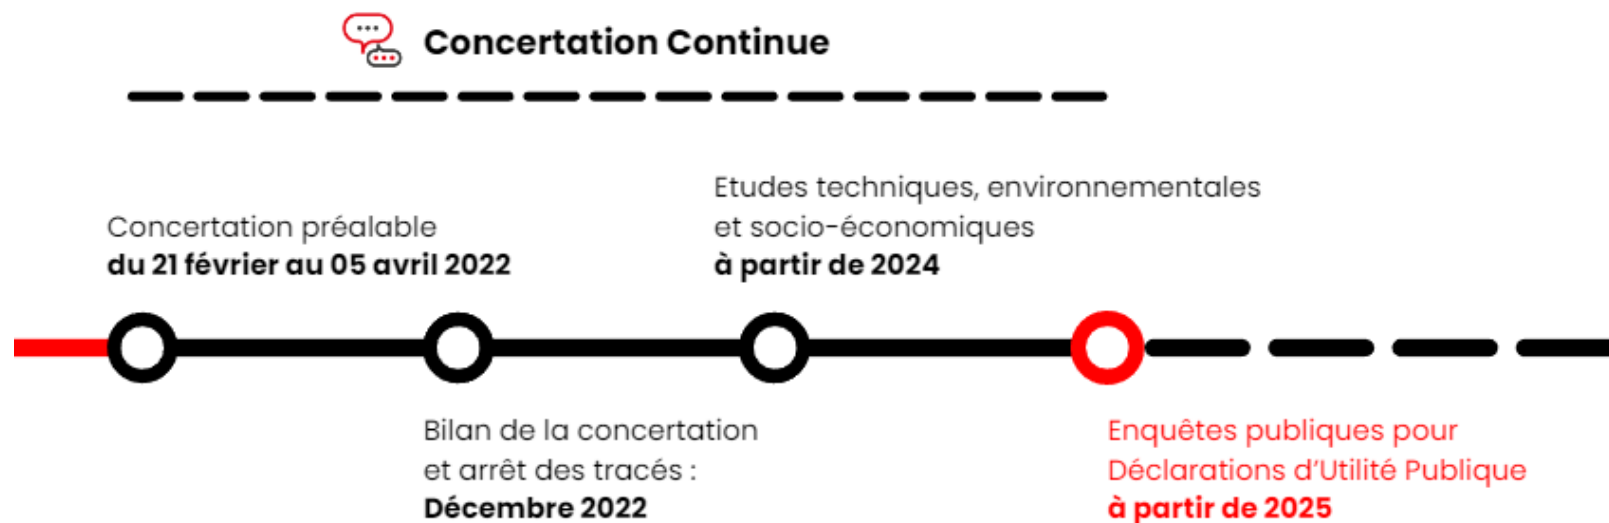 Concertation Continue
Concertation préalable
du 21 février au 05 avril 2022
Etudes techniques, environnementales
et socio-économiques
à partir de 2024
Bilan de la concertation
et arrêt des tracés :
Décembre 2022
Enquêtes publiques pour
Déclarations d'Utilité Publique
à partir de 2025